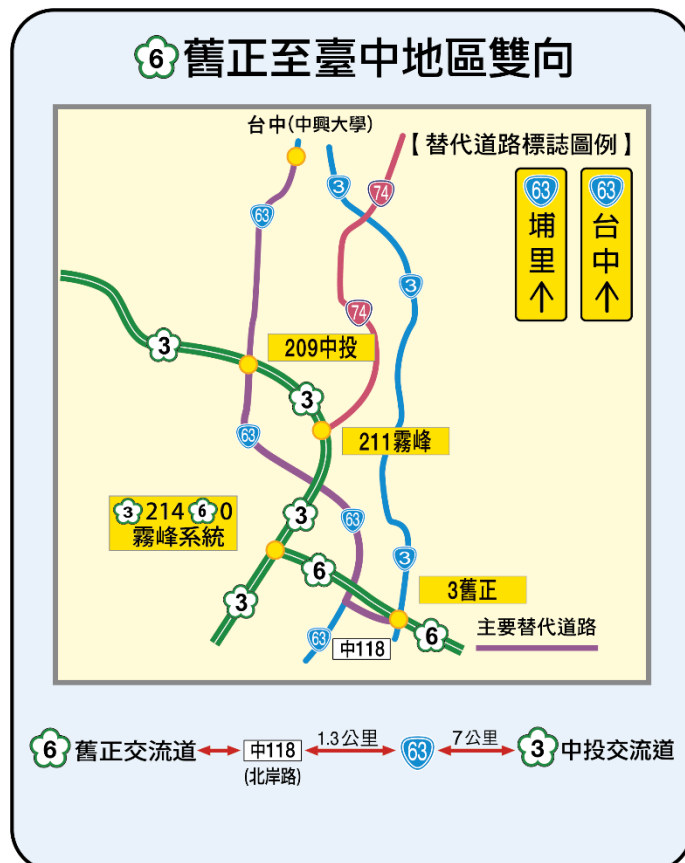 6 舊正至臺中地區雙向
台中(中興大學)
【替代道路標誌圖例】
63 埔里↑
63 台中↑
3
74
63
3
74
3
209中投
3
63
211霧峰
3 214 6 0
霧峰系統
3
63
3
6
3舊正
3
63
中118
6
主要替代道路
6 舊正交流道 中118 1.3公里 63 7公里 3 中投交流道
(北岸路)